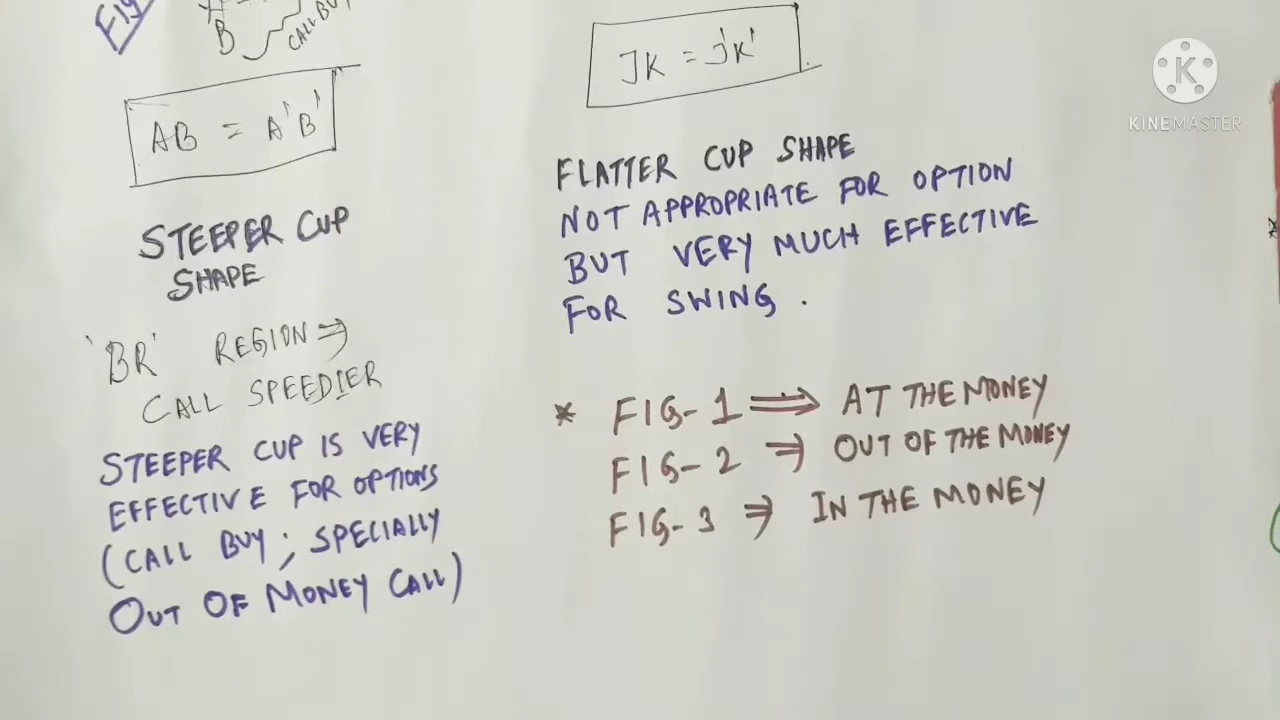 Fig
B
CALL BUY
AB = A'B'
STEEPER CUP
SHAPE
'BR' REGION ⇒
CALL SPEEDIER
STEEPER CUP IS VERY
EFFECTIVE FOR OPTIONS
(CALL BUY; SPECIALLY
OUT OF MONEY CALL)
JK = J'K'
FLATTER CUP SHAPE
NOT APPROPRIATE FOR OPTION
BUT VERY MUCH EFFECTIVE
FOR SWING.
* FIG-1 ⇒ AT THE MONEY
FIG-2 ⇒ OUT OF THE MONEY
FIG-3 ⇒ IN THE MONEY
K
KINEMASTER